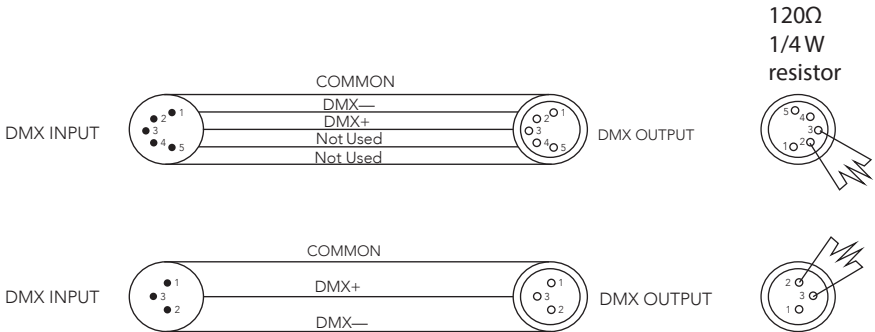 120Ω
1/4 W
resistor
COMMON
DMX—
DMX+
Not Used
Not Used
DMX INPUT
1
2
3
4
5
1
2
3
4
5
DMX OUTPUT
5
4
3
2
1
COMMON
DMX+
DMX—
DMX INPUT
1
3
2
1
3
2
DMX OUTPUT
2
3
1